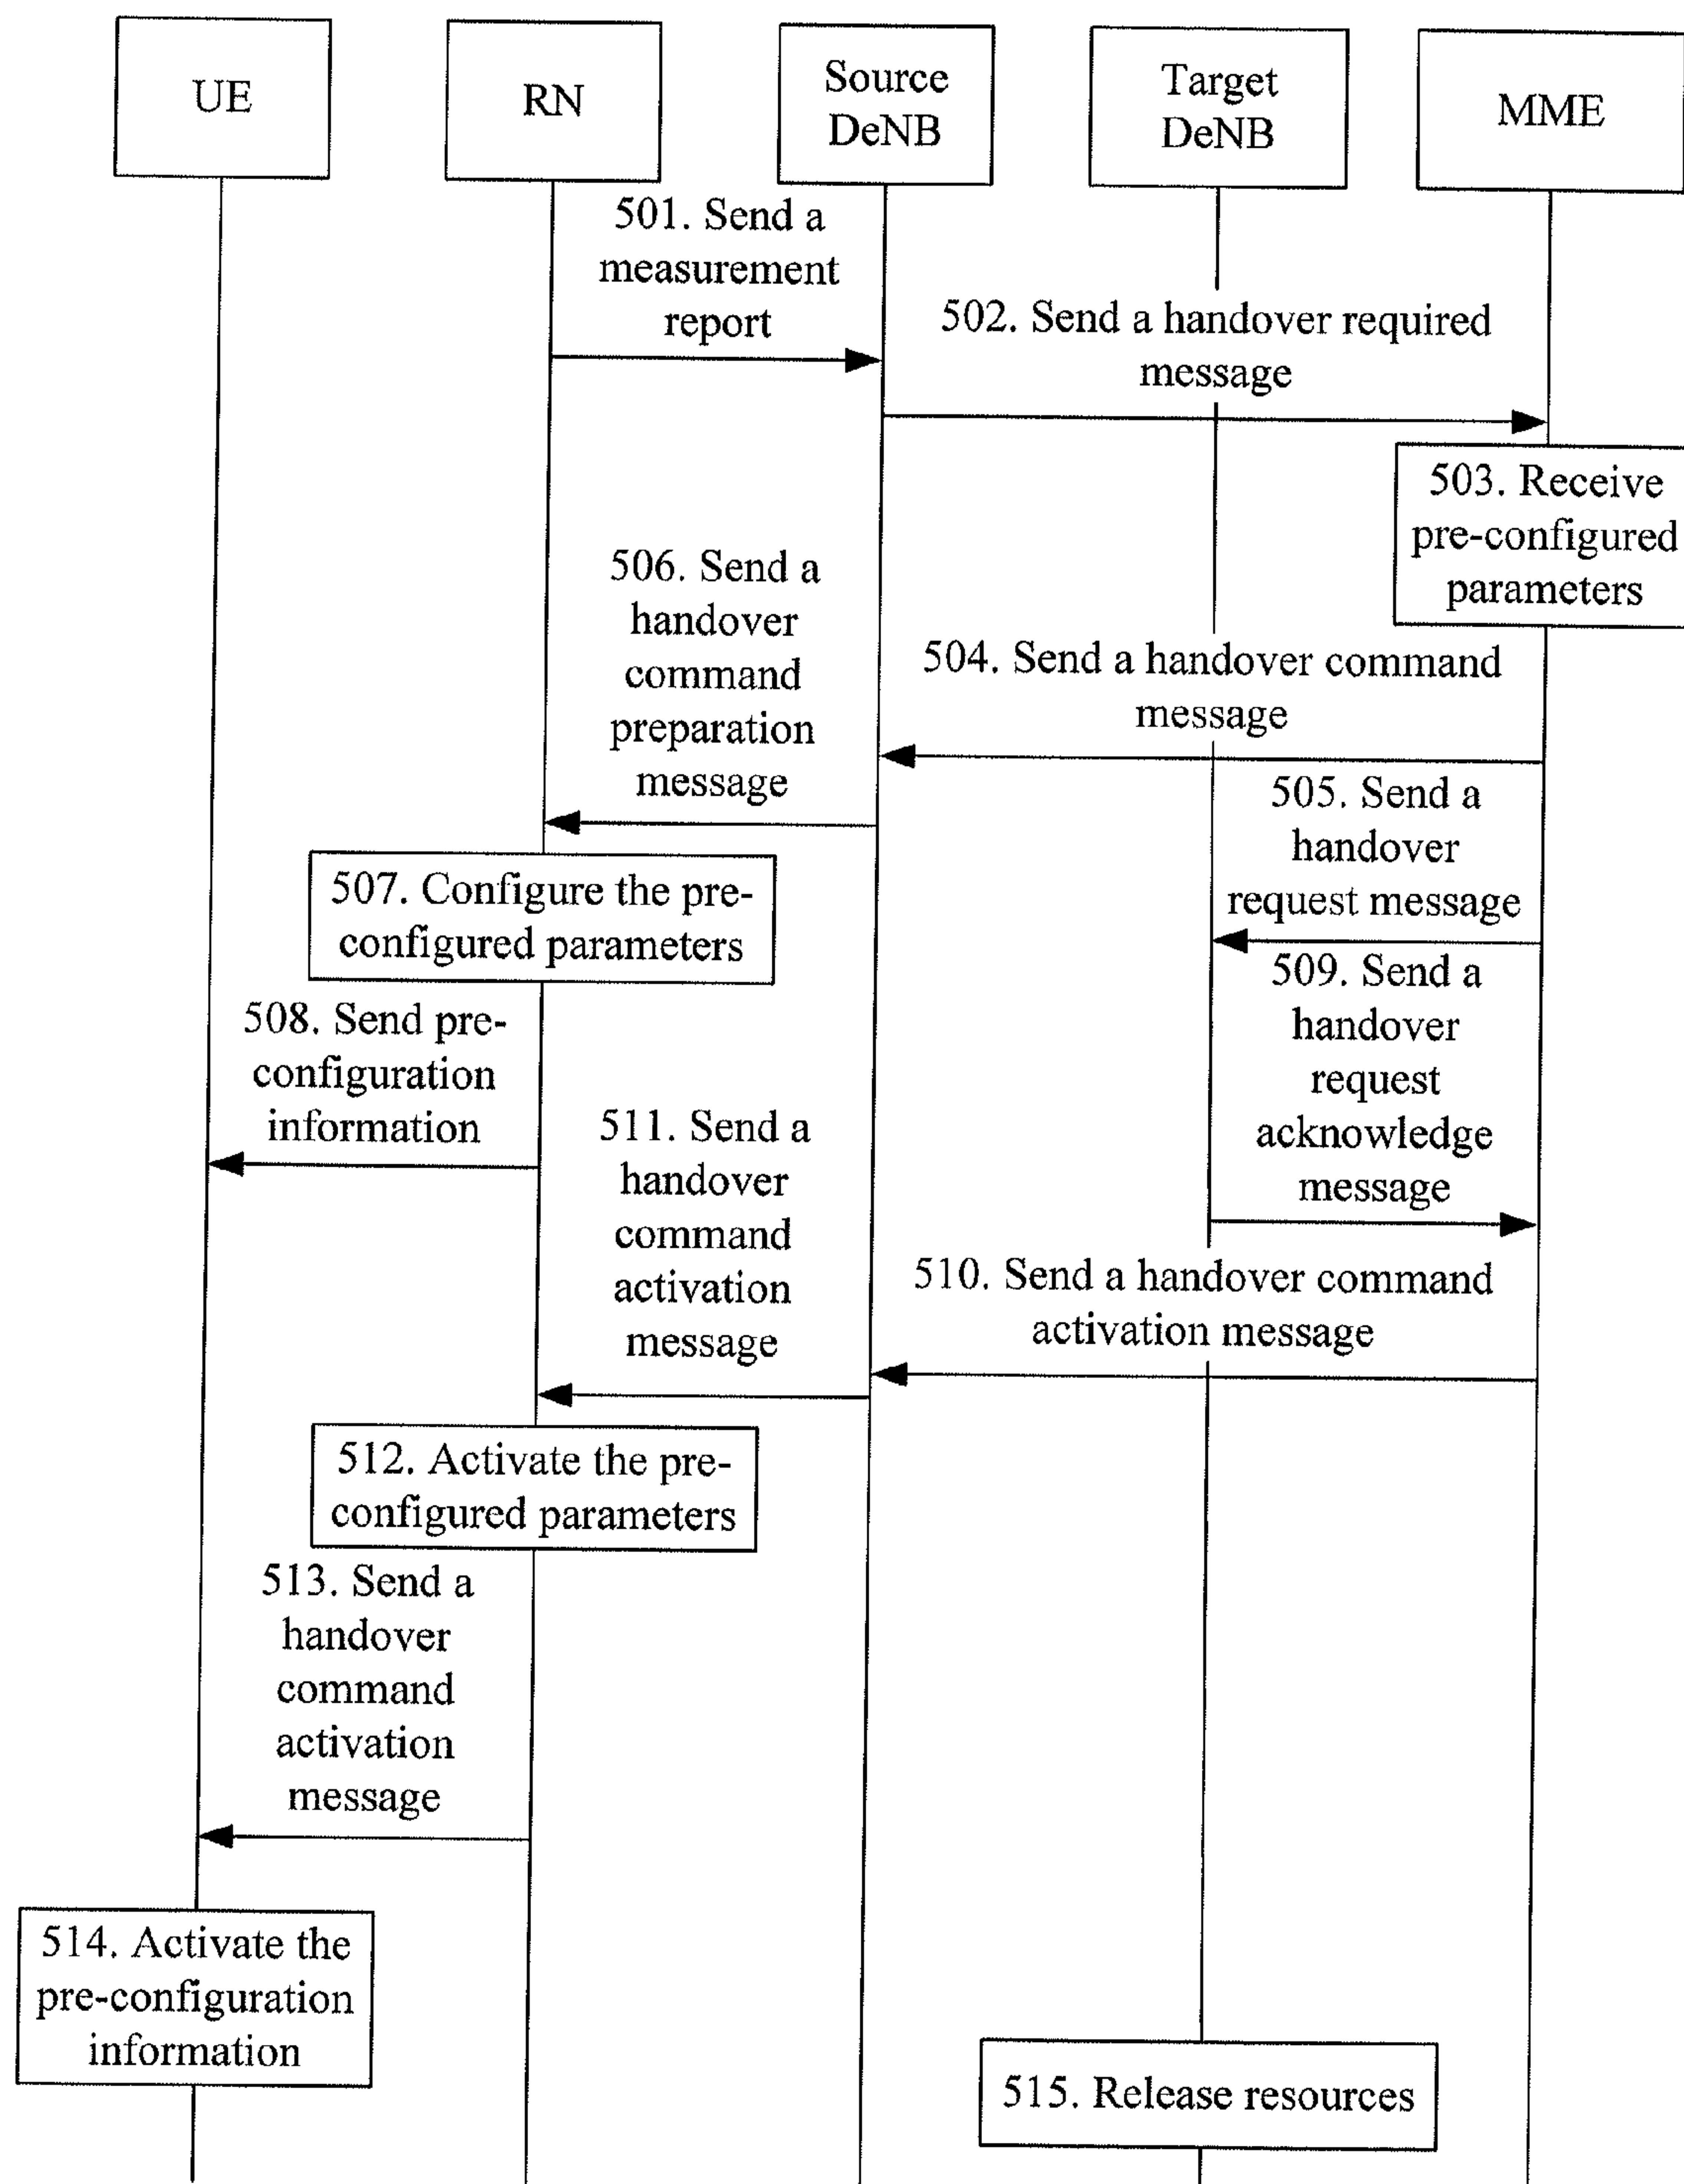 UE
RN
Source
DeNB
Target
DeNB
MME
501. Send a
measurement
report
502. Send a handover required
message
503. Receive
pre-configured
parameters
504. Send a handover command
message
505. Send a
handover
request message
506. Send a
handover
command
preparation
message
507. Configure the pre-
configured parameters
508. Send pre-
configuration
information
509. Send a
handover
request
acknowledge
message
510. Send a handover command
activation message
511. Send a
handover
command
activation
message
512. Activate the pre-
configured parameters
513. Send a
handover
command
activation
message
514. Activate the
pre-configuration
information
515. Release resources